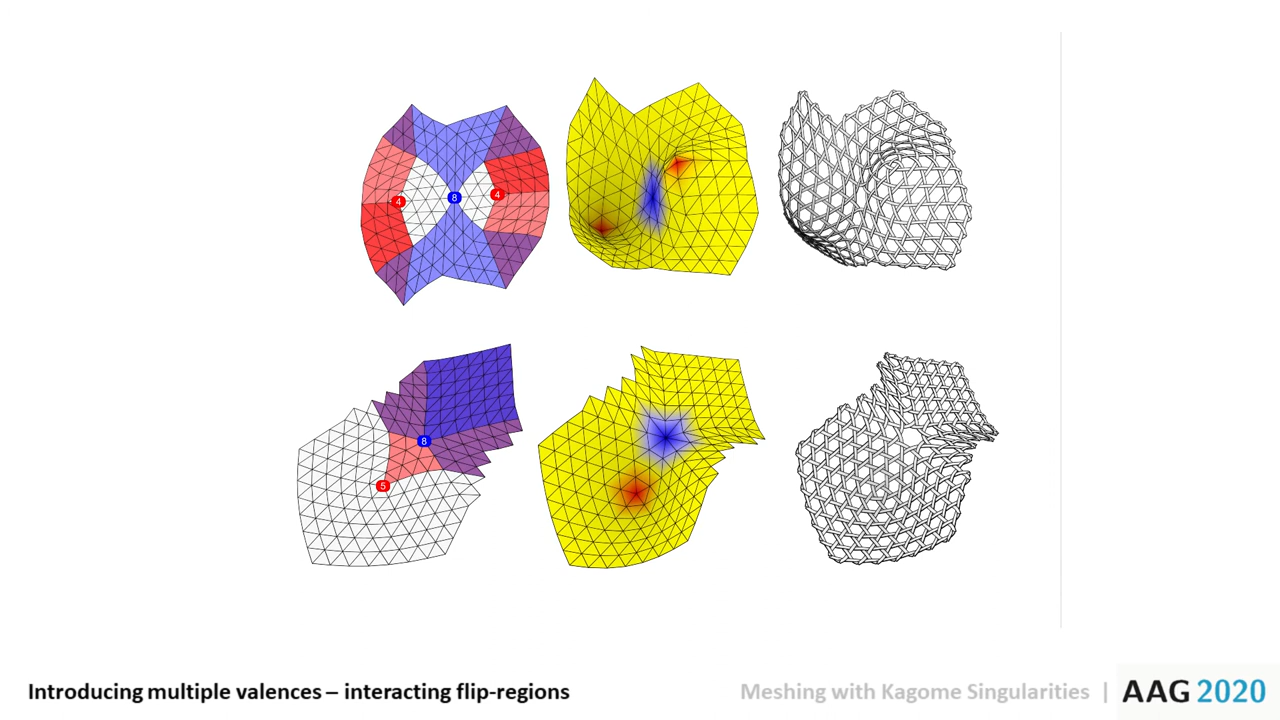 4
8
4
8
5
Introducing multiple valences – interacting flip-regions
Meshing with Kagome Singularities | AAG 2020